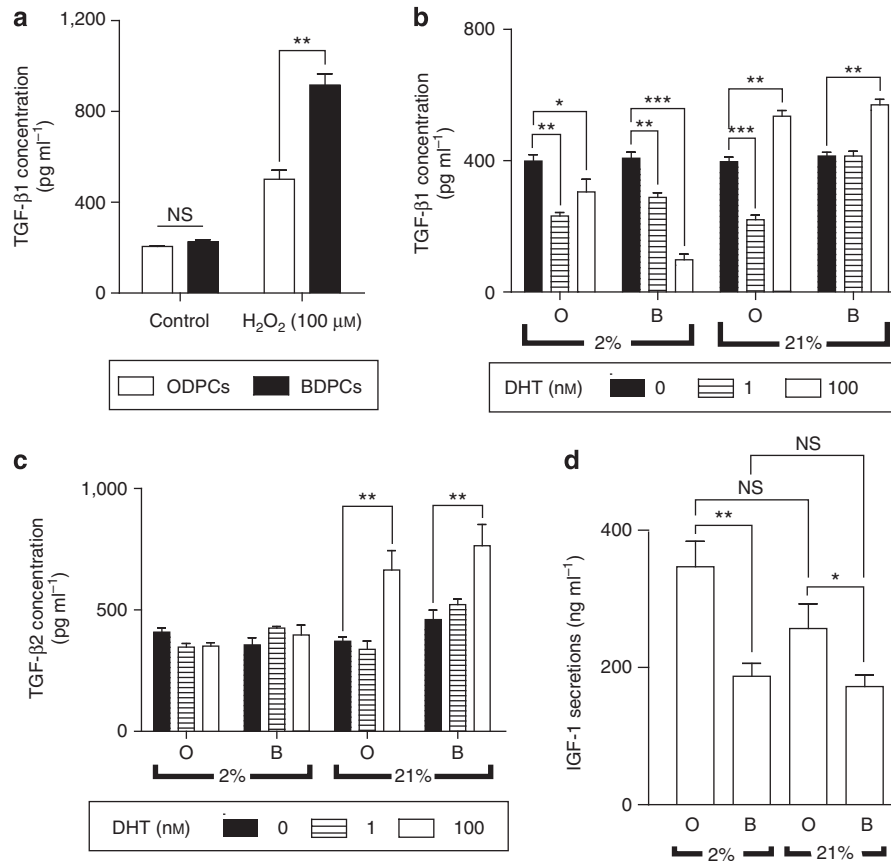 a
1,200
900
400
200
0
TGF-β1 concentration
(pg ml⁻¹)
NS
**
Control
H₂O₂ (100 μM)
ODPCs BDPCs
b
800
400
0
TGF-β1 concentration
(pg ml⁻¹)
* *** ** **
** ** ***
O B O B
2% 21%
DHT (nM) 0 1 100
c
1,000
500
0
TGF-β2 concentration
(pg ml⁻¹)
** **
O B O B
2% 21%
DHT (nM) 0 1 100
d
400
200
0
IGF-1 secretions (ng ml⁻¹)
NS
NS
**
*
O B O B
2% 21%